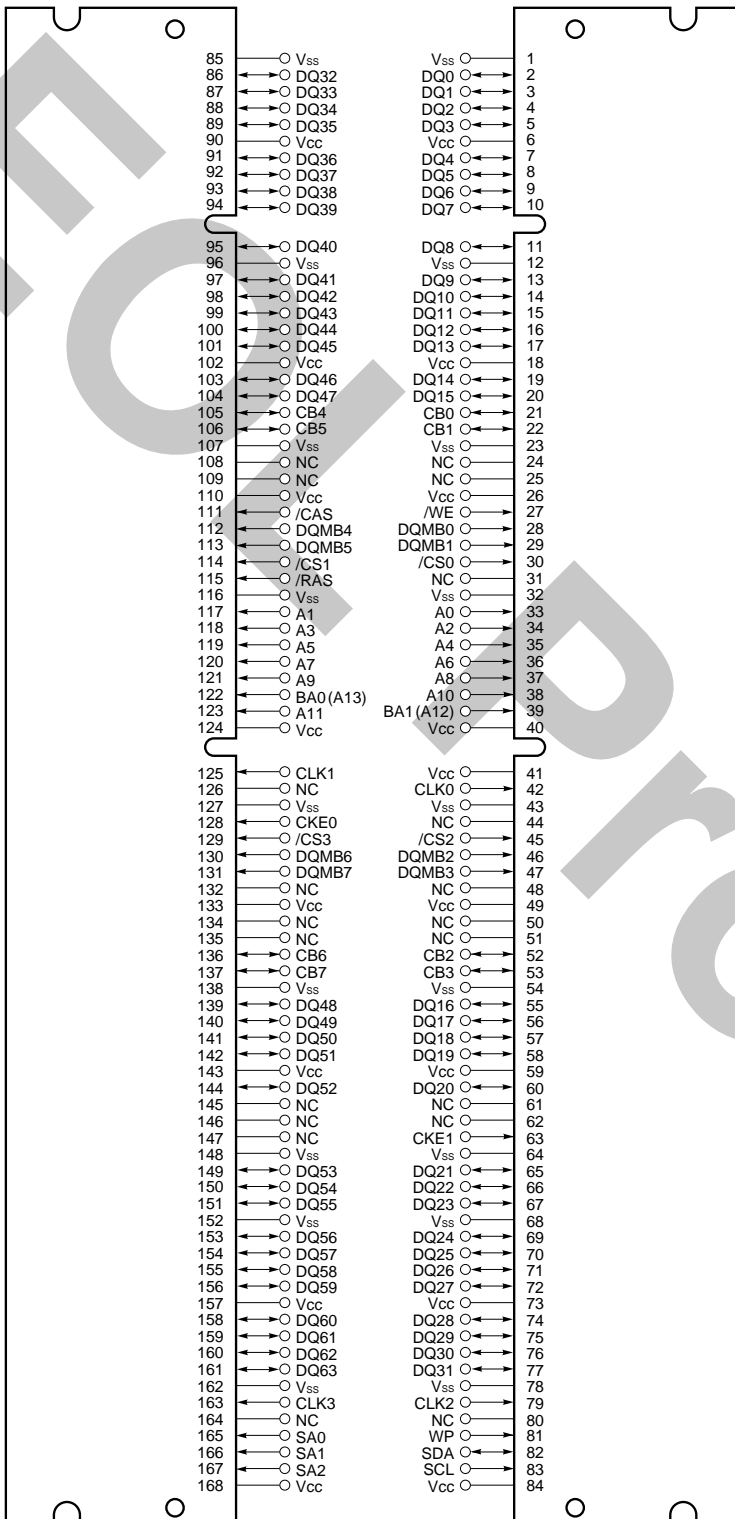 85 Vss Vss 1
86 DQ32 DQ0 2
87 DQ33 DQ1 3
88 DQ34 DQ2 4
89 DQ35 DQ3 5
90 Vcc Vcc 6
91 DQ36 DQ4 7
92 DQ37 DQ5 8
93 DQ38 DQ6 9
94 DQ39 DQ7 10
95 DQ40 DQ8 11
96 Vss Vss 12
97 DQ41 DQ9 13
98 DQ42 DQ10 14
99 DQ43 DQ11 15
100 DQ44 DQ12 16
101 DQ45 DQ13 17
102 Vcc Vcc 18
103 DQ46 DQ14 19
104 DQ47 DQ15 20
105 CB4 CB0 21
106 CB5 CB1 22
107 Vss Vss 23
108 NC NC 24
109 NC NC 25
110 Vcc Vcc 26
111 /CAS /WE 27
112 DQMB4 DQMB0 28
113 DQMB5 DQMB1 29
114 /CS1 /CS0 30
115 /RAS NC 31
116 Vss Vss 32
117 A1 A0 33
118 A3 A2 34
119 A5 A4 35
120 A7 A6 36
121 A9 A8 37
122 BA0 (A13) A10 38
123 A11 BA1 (A12) 39
124 Vcc Vcc 40
125 CLK1 Vcc 41
126 NC CLK0 42
127 Vss Vss 43
128 CKE0 NC 44
129 /CS3 /CS2 45
130 DQMB6 DQMB2 46
131 DQMB7 DQMB3 47
132 NC NC 48
133 Vcc Vcc 49
134 NC NC 50
135 NC NC 51
136 CB6 CB2 52
137 CB7 CB3 53
138 Vss Vss 54
139 DQ48 DQ16 55
140 DQ49 DQ17 56
141 DQ50 DQ18 57
142 DQ51 DQ19 58
143 Vcc Vcc 59
144 DQ52 DQ20 60
145 NC NC 61
146 NC NC 62
147 NC CKE1 63
148 Vss Vss 64
149 DQ53 DQ21 65
150 DQ54 DQ22 66
151 DQ55 DQ23 67
152 Vss Vss 68
153 DQ56 DQ24 69
154 DQ57 DQ25 70
155 DQ58 DQ26 71
156 DQ59 DQ27 72
157 Vcc Vcc 73
158 DQ60 DQ28 74
159 DQ61 DQ29 75
160 DQ62 DQ30 76
161 DQ63 DQ31 77
162 Vss Vss 78
163 CLK3 CLK2 79
164 NC NC 80
165 SA0 WP 81
166 SA1 SDA 82
167 SA2 SCL 83
168 Vcc Vcc 84
EOL